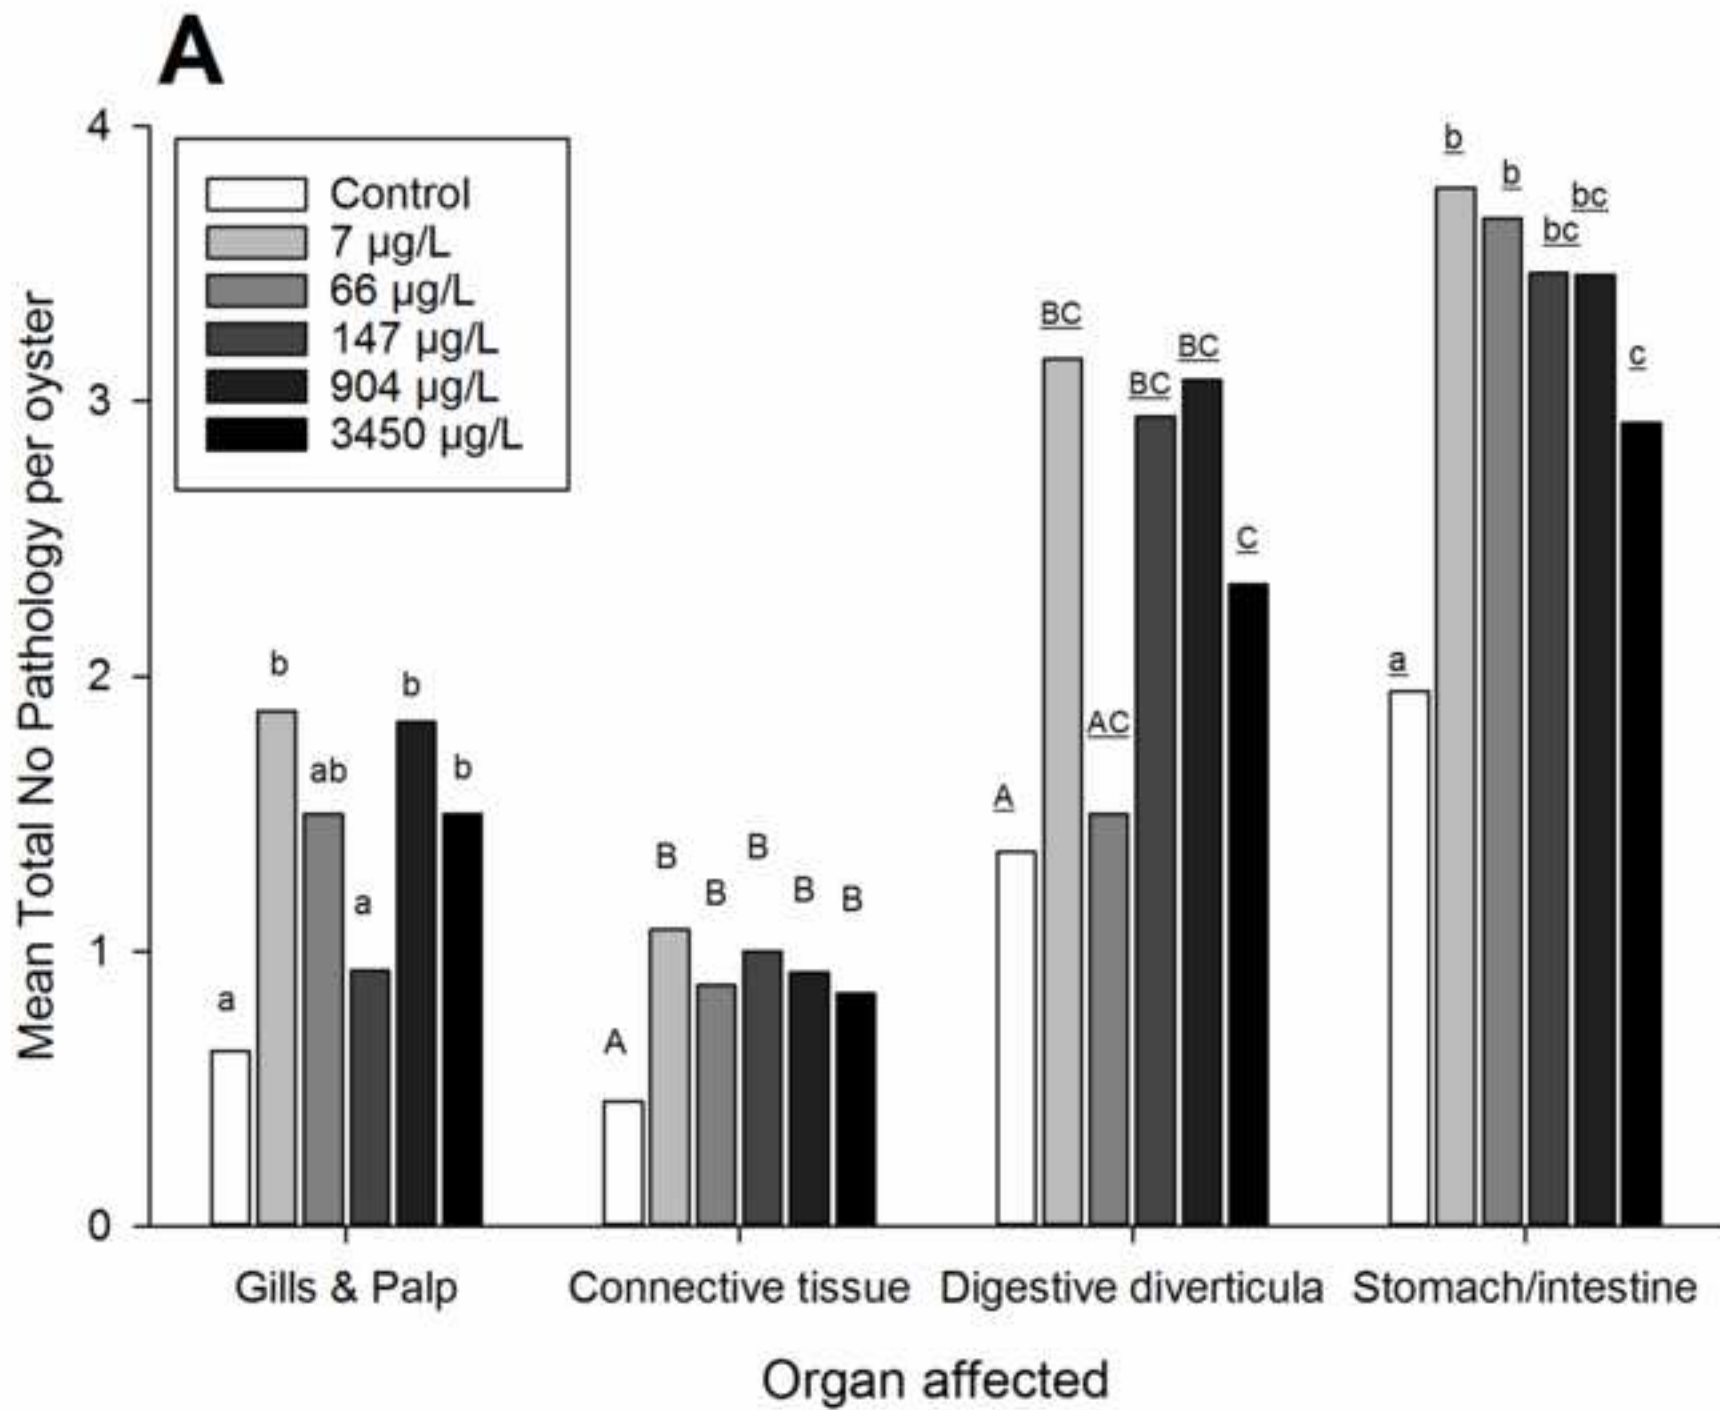 A
4
3
2
1
0
Mean Total No Pathology per oyster
Control
7 µg/L
66 µg/L
147 µg/L
904 µg/L
3450 µg/L
a
b
ab
a
b
b
A
B
B
B
B
B
A
BC
AC
BC
BC
C
a
b
b
bc
bc
c
Gills & Palp
Connective tissue
Digestive diverticula
Stomach/intestine
Organ affected